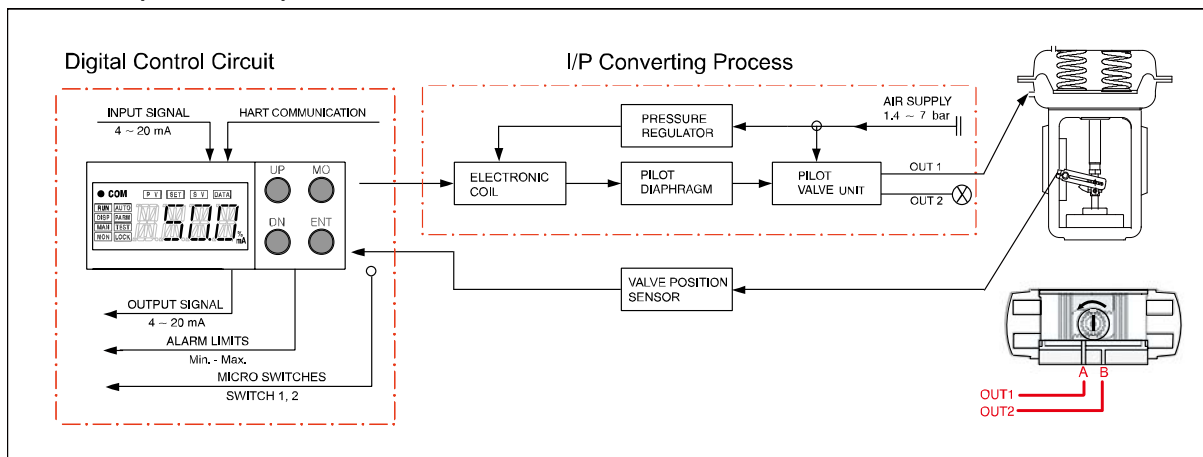 Digital Control Circuit
I/P Converting Process
INPUT SIGNAL
4 ~ 20 mA
HART COMMUNICATION
COM
P V SET S V DATA
RUN AUTO
DISP PARM
MAN TEST
MON LOCK
50.0
%
mA
UP MO
DN ENT
OUTPUT SIGNAL
4 ~ 20 mA
ALARM LIMITS
Min. - Max.
MICRO SWITCHES
SWITCH 1, 2
PRESSURE
REGULATOR
AIR SUPPLY
1.4 ~ 7 bar
ELECTRONIC
COIL
PILOT
DIAPHRAGM
PILOT
VALVE UNIT
OUT 1
OUT 2
VALVE POSITION
SENSOR
A B
OUT1
OUT2